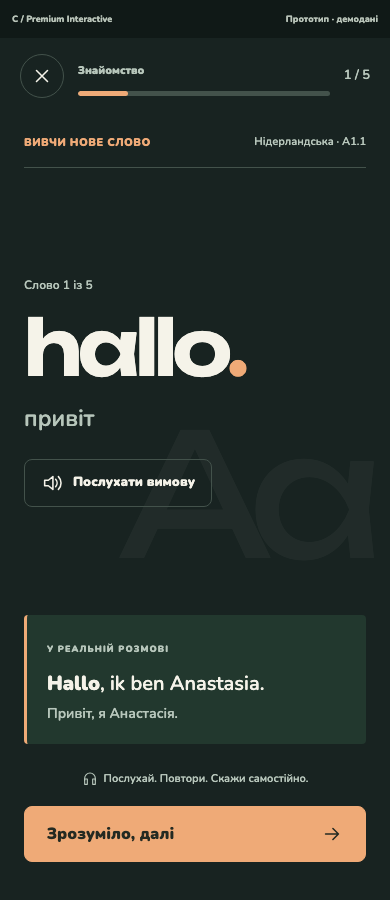 C / Premium Interactive
Прототип · демодані
Знайомство
1 / 5
ВИВЧИ НОВЕ СЛОВО
Нідерландська · A1.1
Слово 1 із 5
hallo.
привіт
Aa
Послухати вимову
У РЕАЛЬНІЙ РОЗМОВІ
Hallo, ik ben Anastasia.
Привіт, я Анастасія.
Послухай. Повтори. Скажи самостійно.
Зрозуміло, далі